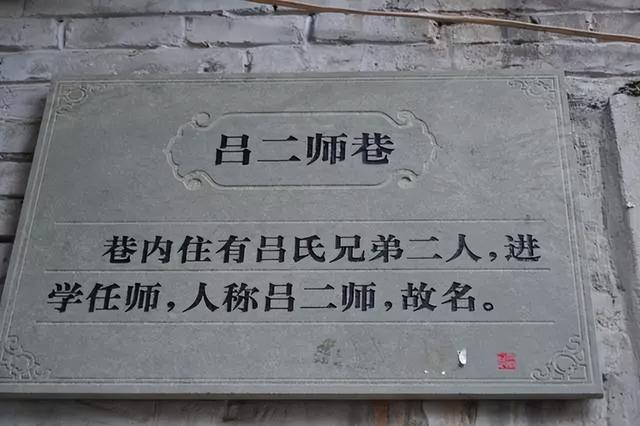 吕二师巷
巷内住有吕氏兄弟二人，进
学任师，人称吕二师，故名。